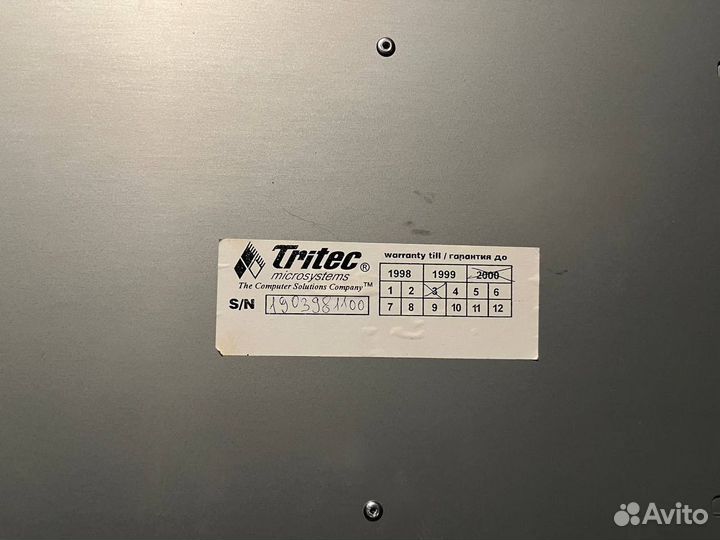 Tritec®
microsystems
The Computer Solutions Company™
S/N 1903981100
warranty till / гарантия до
1998 1999 2000
1 2 3 4 5 6
7 8 9 10 11 12
Avito